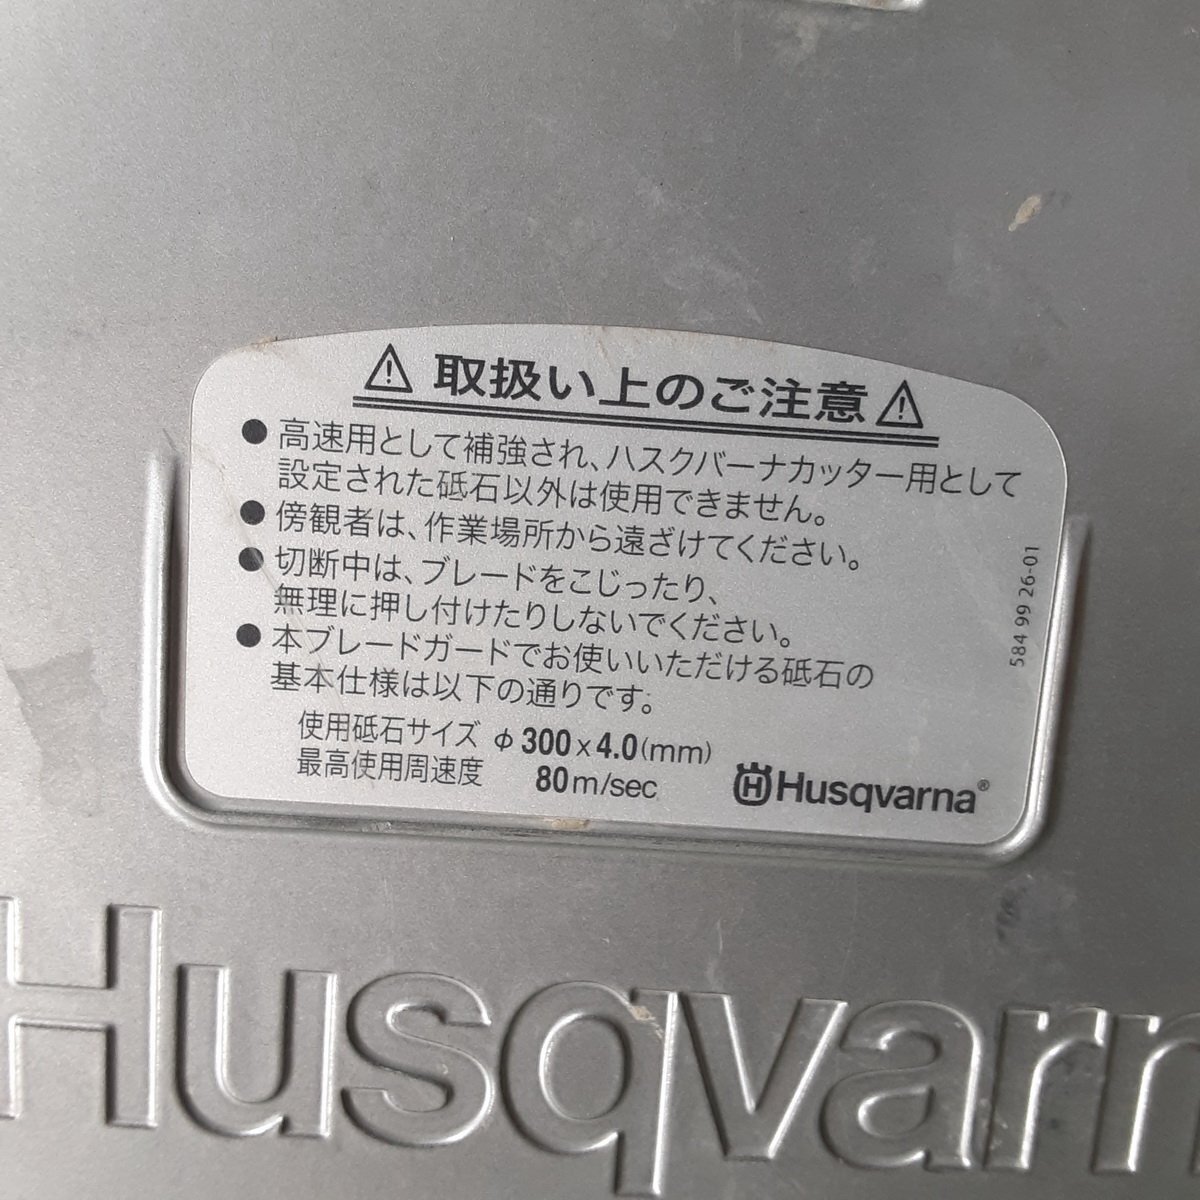 ⚠ 取扱い上のご注意 ⚠
● 高速用として補強され、ハスクバーナカッター用として
設定された砥石以外は使用できません。
● 傍観者は、作業場所から遠ざけてください。
● 切断中は、ブレードをこじったり、
無理に押し付けたりしないでください。
● 本ブレードガードでお使いいただける砥石の
基本仕様は以下の通りです。
使用砥石サイズ φ 300 x 4.0 (mm)
最高使用周速度 80 m/sec
Husqvarna®
584 99 26-01
Husqvarn